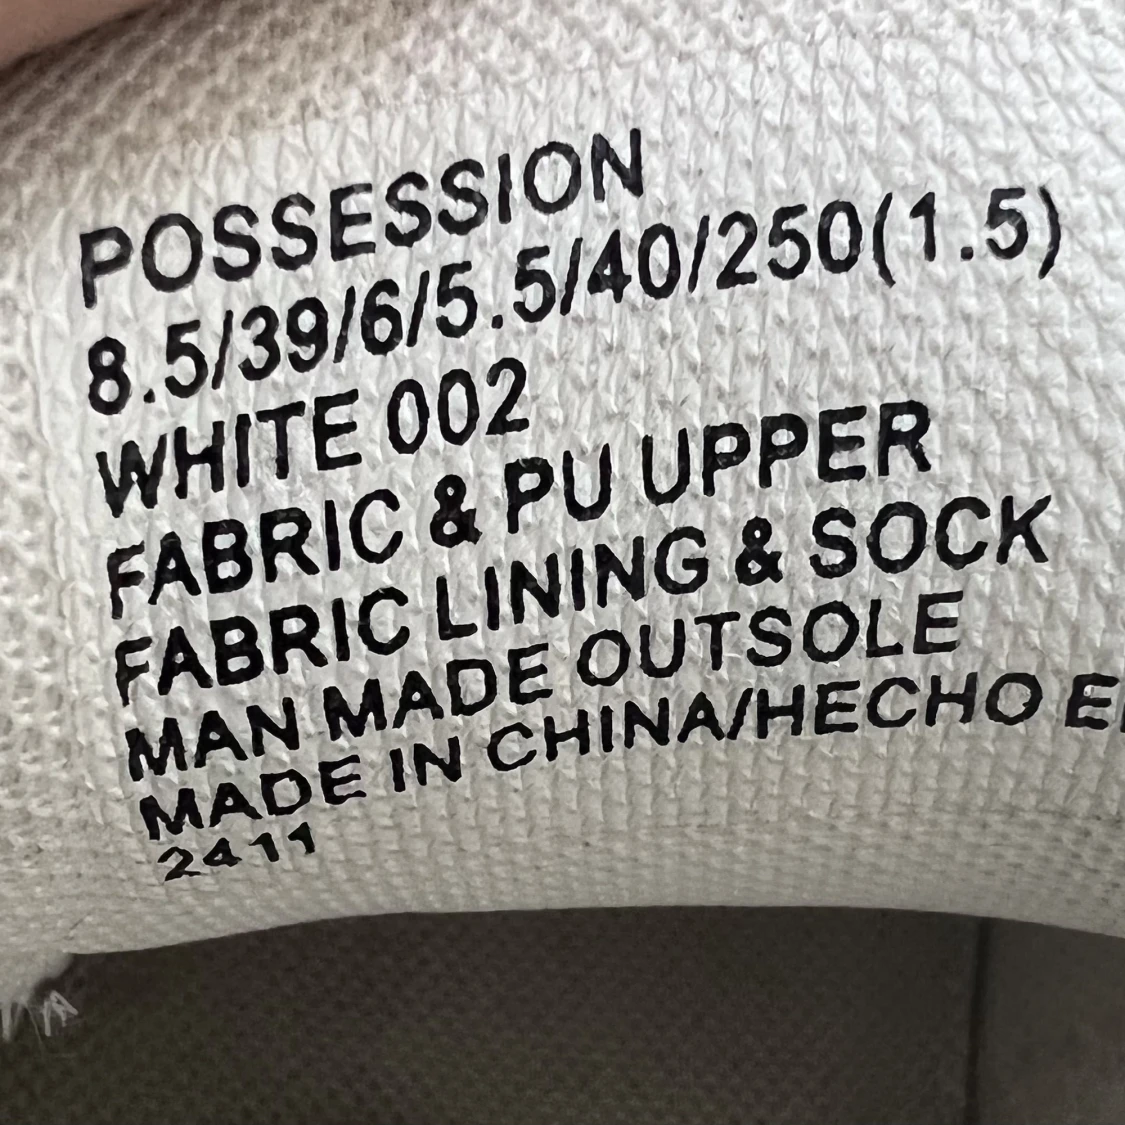 POSSESSION
8.5/39/6/5.5/40/250(1.5)
WHITE 002
FABRIC & PU UPPER
FABRIC LINING & SOCK
MAN MADE OUTSOLE
MADE IN CHINA/HECHO
2411